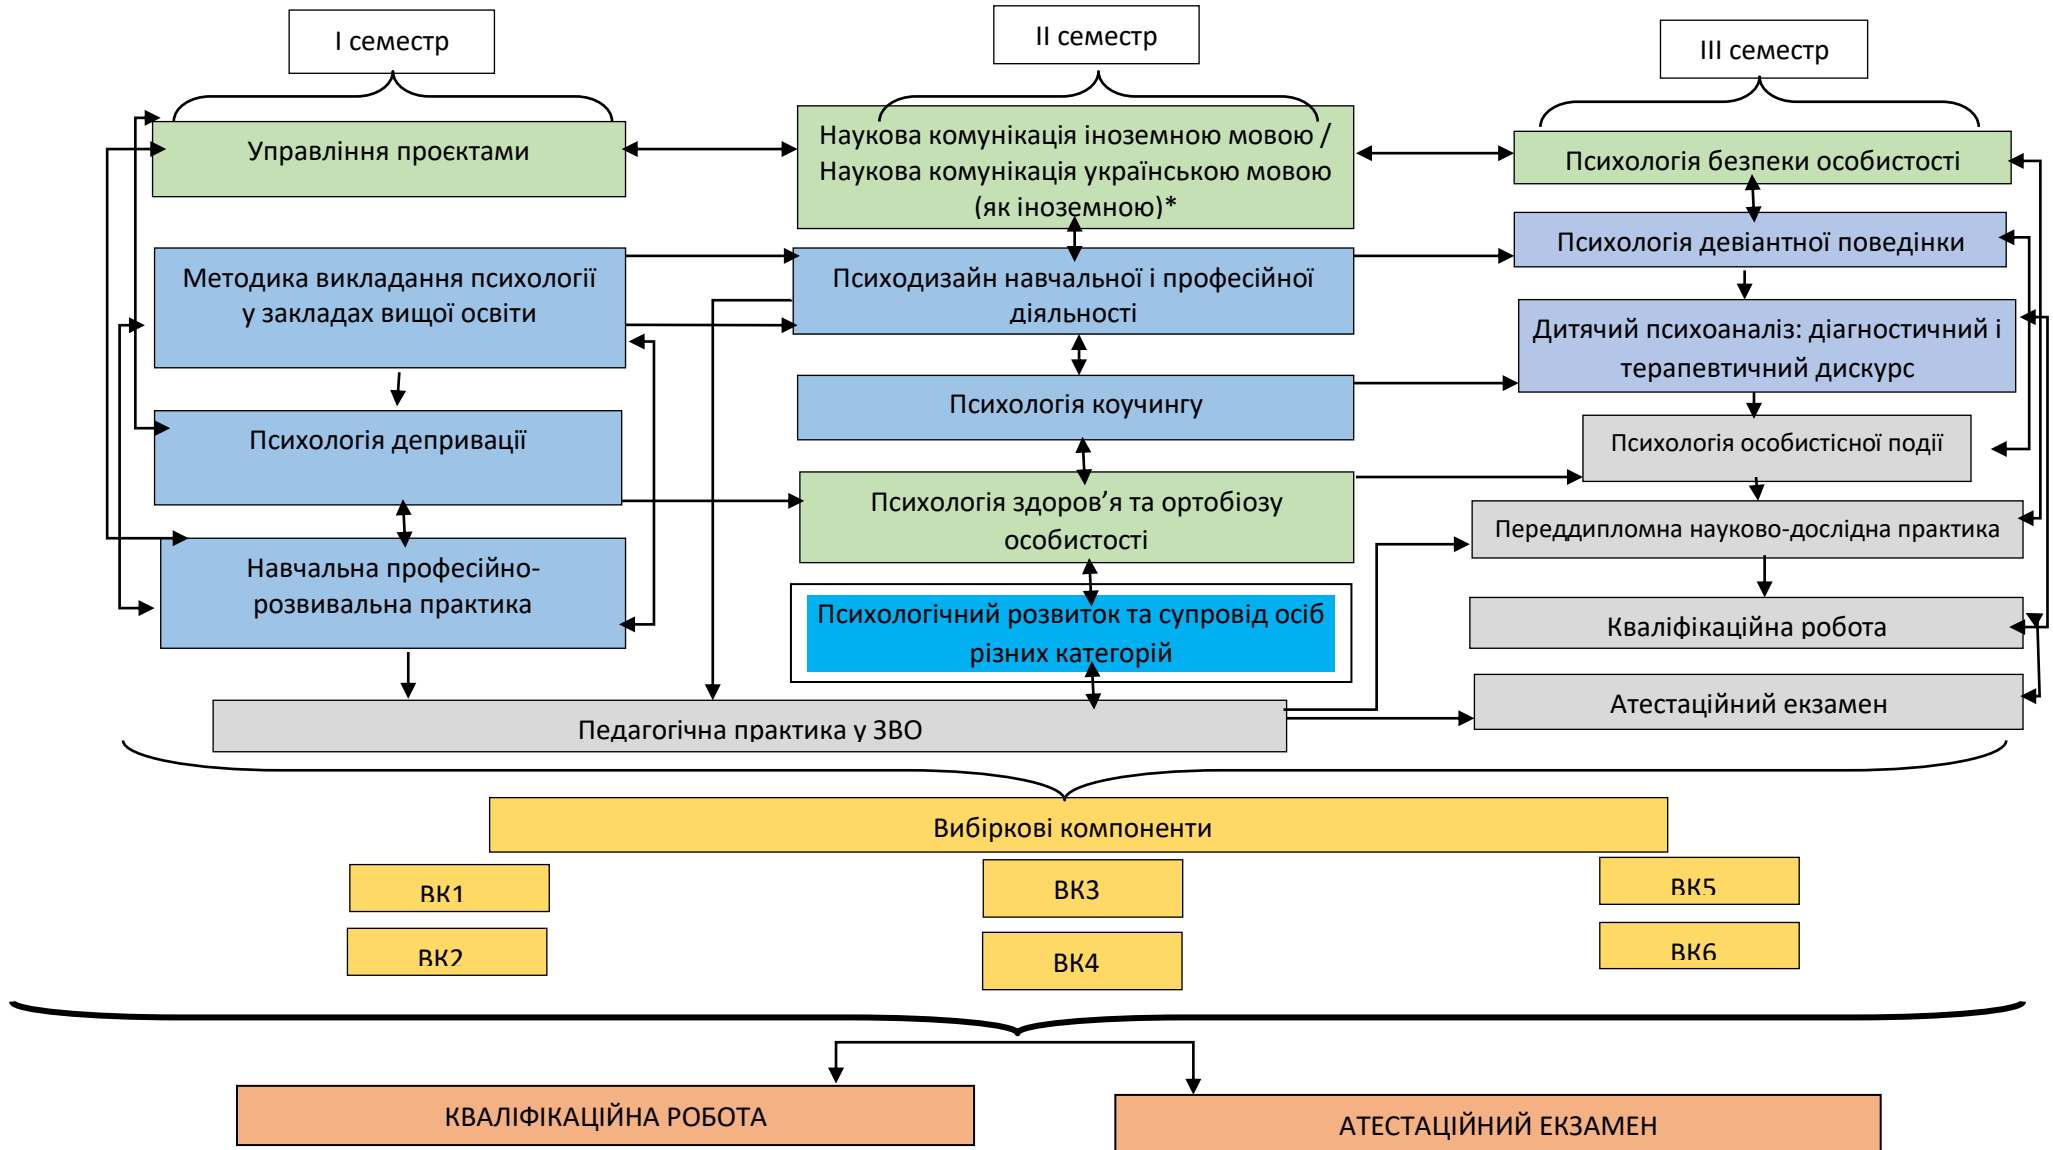 І семестр
ІІ семестр
ІІІ семестр
Управління проєктами
Методика викладання психології
у закладах вищої освіти
Психологія депривації
Навчальна професійно-
розвивальна практика
Наукова комунікація іноземною мовою /
Наукова комунікація українською мовою
(як іноземною)*
Психодизайн навчальної і професійної
діяльності
Психологія коучингу
Психологія здоров’я та ортобіозу
особистості
Психологічний розвиток та супровід осіб
різних категорій
Психологія безпеки особистості
Психологія девіантної поведінки
Дитячий психоаналіз: діагностичний і
терапевтичний дискурс
Психологія особистісної події
Переддипломна науково-дослідна практика
Кваліфікаційна робота
Атестаційний екзамен
Педагогічна практика у ЗВО
Вибіркові компоненти
ВК1
ВК3
ВК5
ВК2
ВК4
ВК6
КВАЛІФІКАЦІЙНА РОБОТА
АТЕСТАЦІЙНИЙ ЕКЗАМЕН